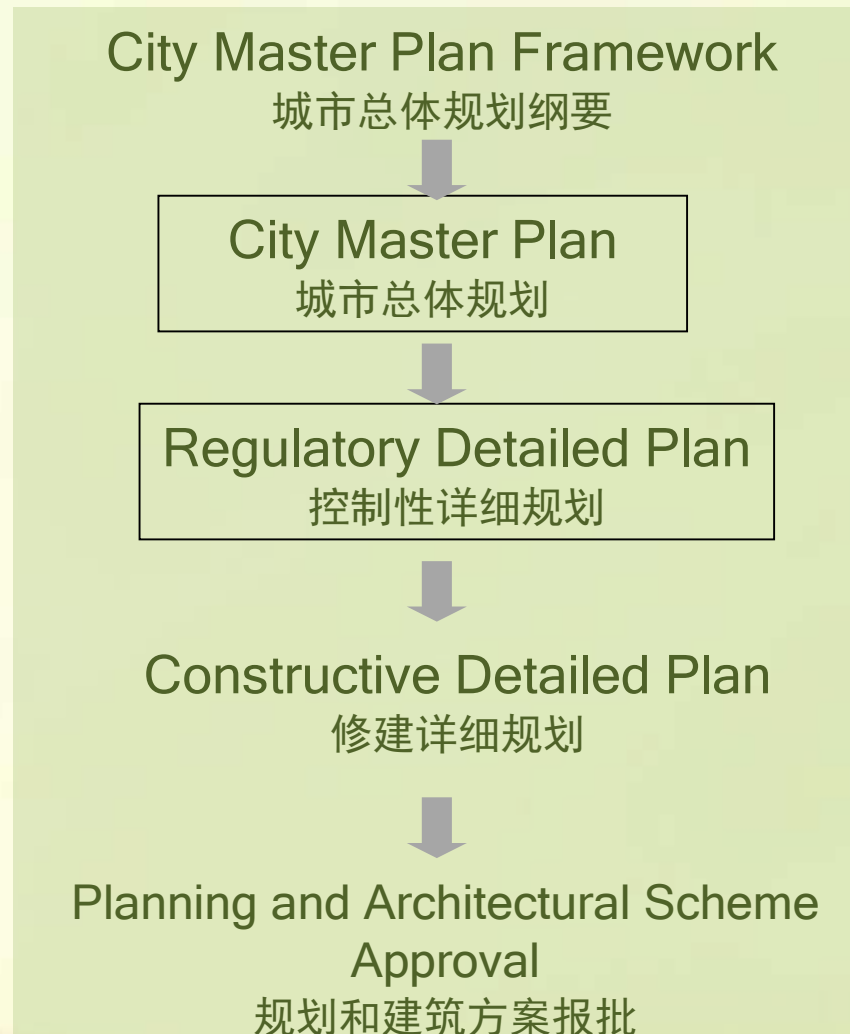 City Master Plan Framework
城市总体规划纲要
City Master Plan
城市总体规划
Regulatory Detailed Plan
控制性详细规划
Constructive Detailed Plan
修建详细规划
Planning and Architectural Scheme
Approval
规划和建筑方案报批